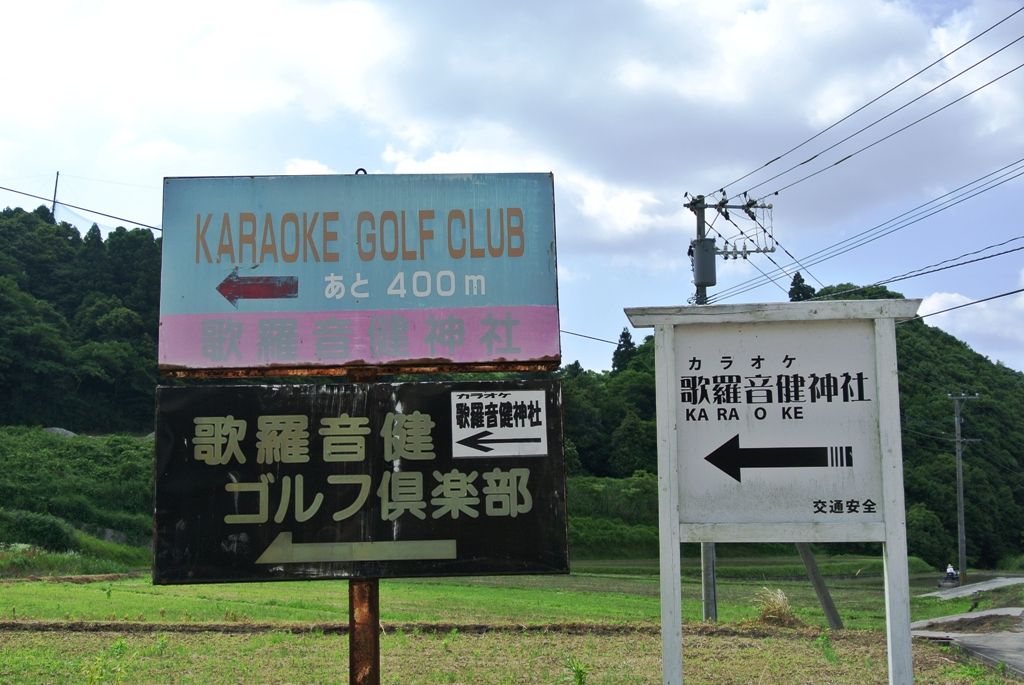 KARAOKE GOLF CLUB
あと 400m
歌羅音健神社
歌羅音健
カラオケ
歌羅音健神社
ゴルフ倶楽部
カラオケ
歌羅音健神社
KA RA O KE
交通安全